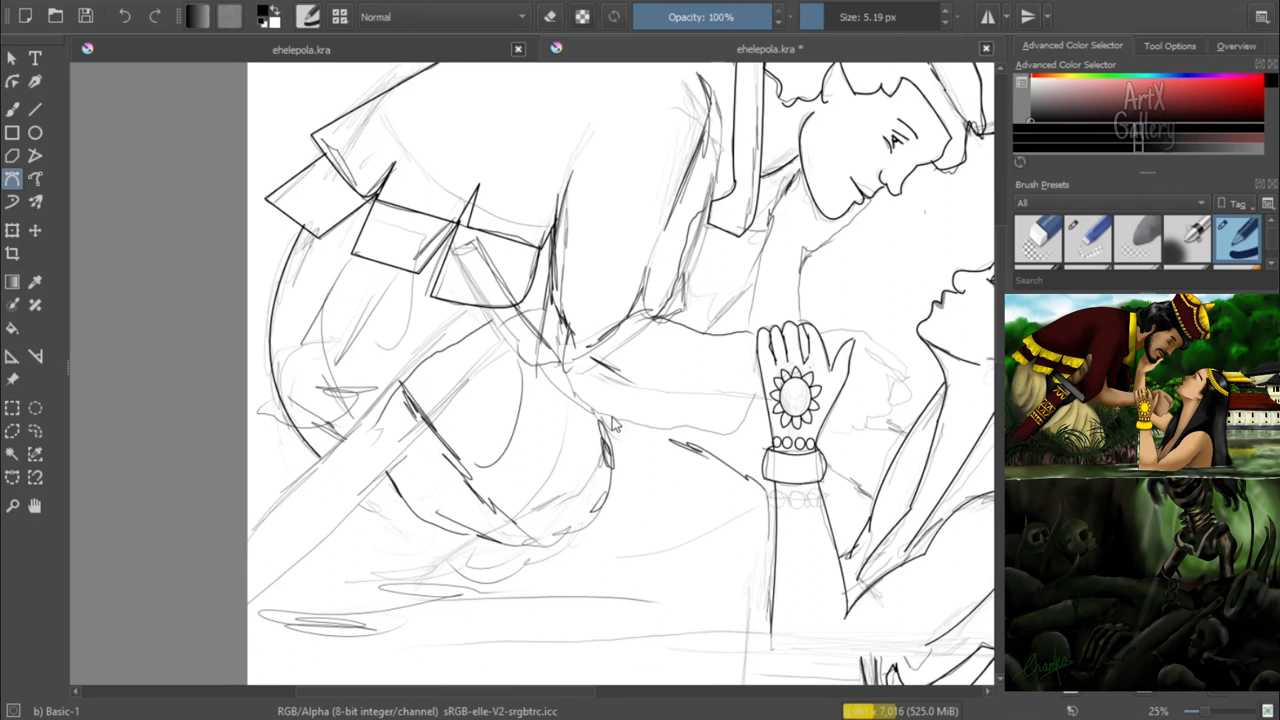 Normal
Opacity: 100%
Size: 5.19 px
ehelepola.kra
ehelepola.kra *
Advanced Color Selector
Tool Options
Overview
Advanced Color Selector
ArtX
Gallery
Brush Presets
All
Tag
Search
b) Basic-1
RGB/Alpha (8-bit integer/channel) sRGB-elle-V2-srgbtrc.icc
x 7,016 (525.0 MiB)
25%